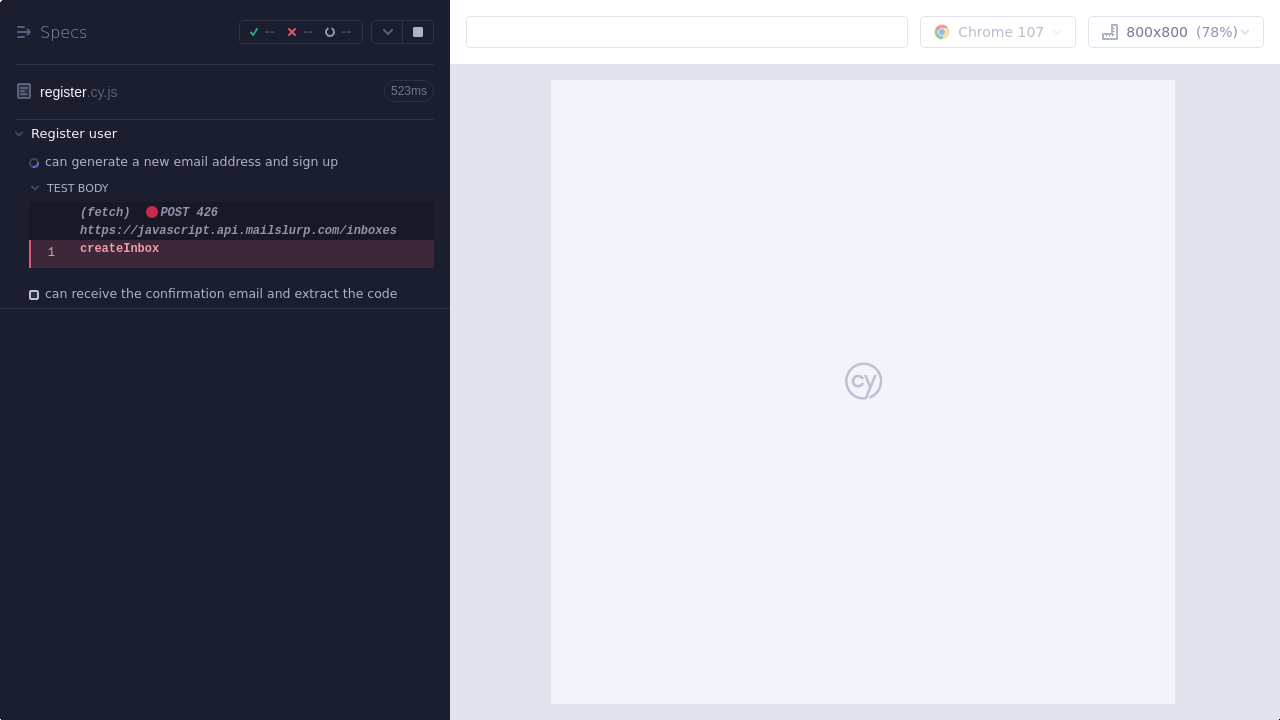 Specs
--
--
--
Chrome 107
800x800 (78%)
register.cy.js
523ms
Register user
can generate a new email address and sign up
TEST BODY
(fetch) POST 426
https://javascript.api.mailslurp.com/inboxes
1 createInbox
can receive the confirmation email and extract the code
cy